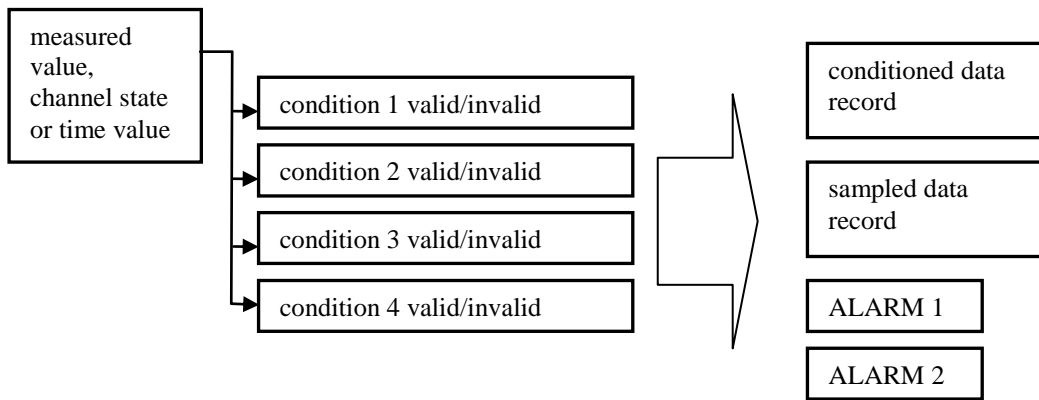 measured
value,
channel state
or time value
condition 1 valid/invalid
condition 2 valid/invalid
condition 3 valid/invalid
condition 4 valid/invalid
conditioned data
record
sampled data
record
ALARM 1
ALARM 2